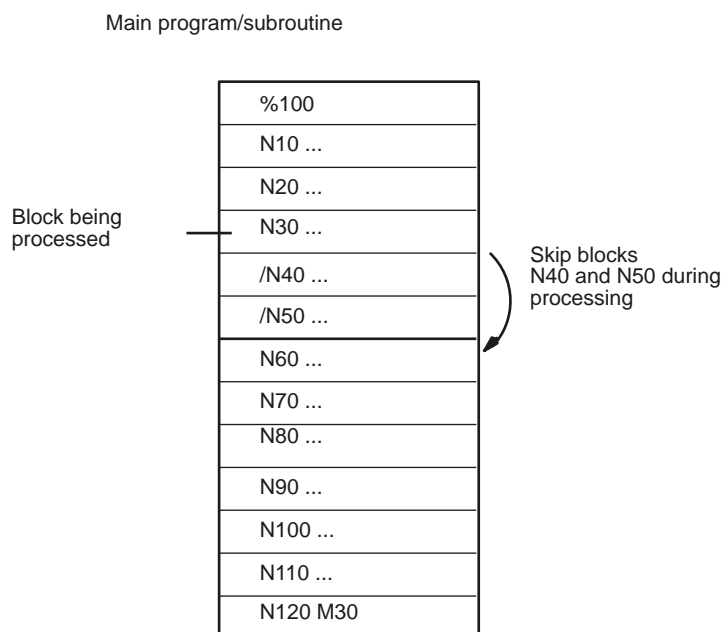 Main program/subroutine
%100
N10 ...
N20 ...
Block being
processed
N30 ...
/N40 ...
/N50 ...
Skip blocks
N40 and N50 during
processing
N60 ...
N70 ...
N80 ...
N90 ...
N100 ...
N110 ...
N120 M30